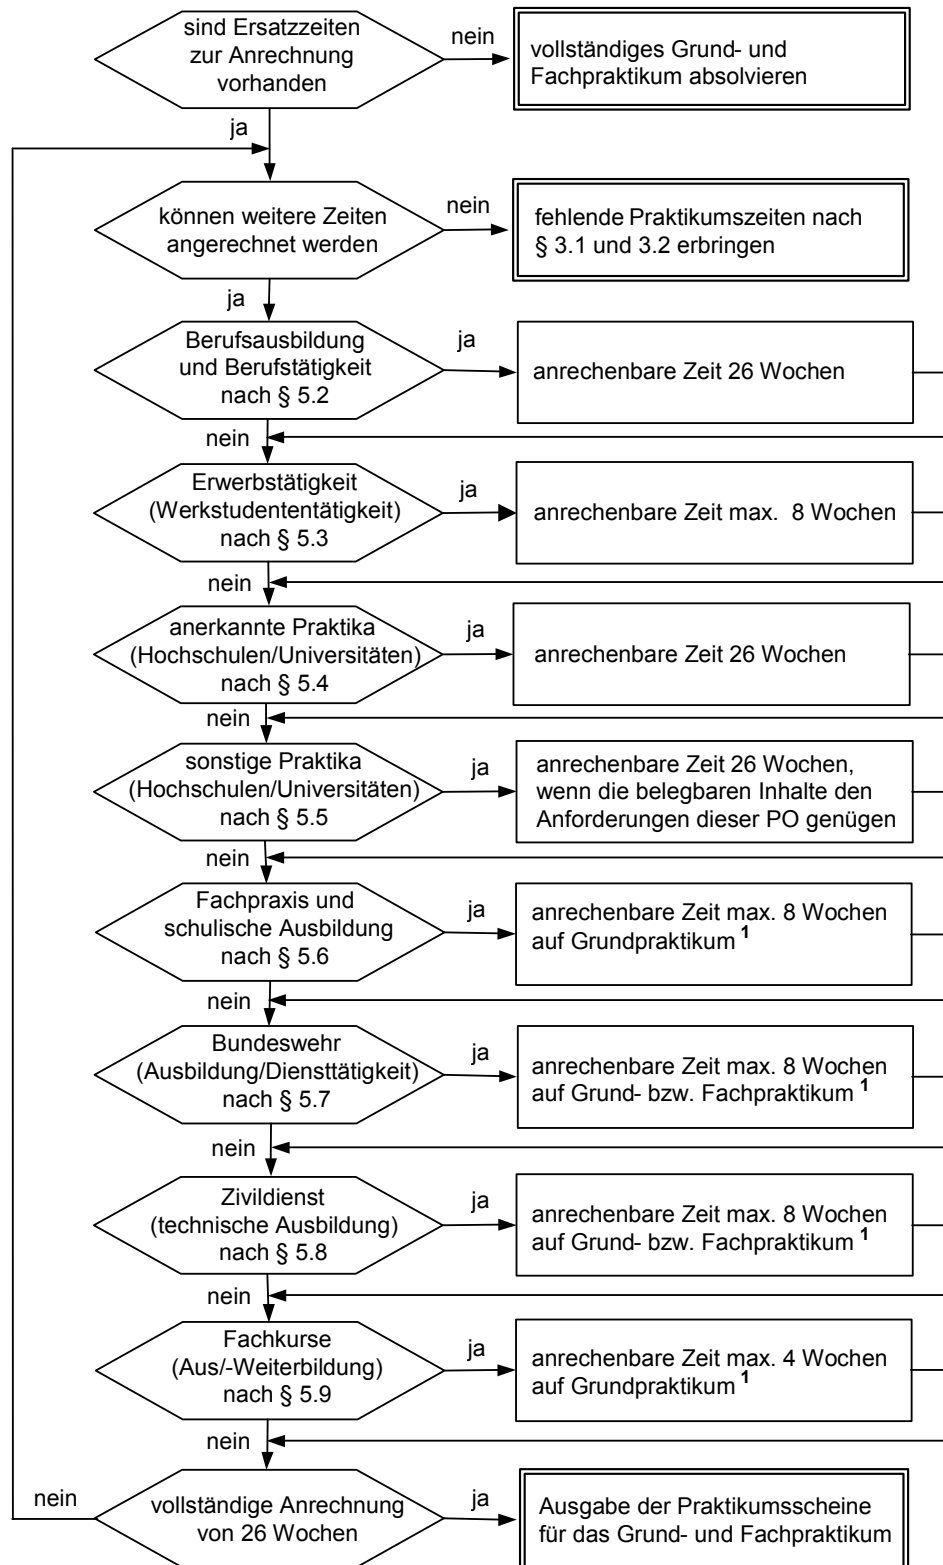 sind Ersatzzeiten
zur Anrechnung
vorhanden
nein
vollständiges Grund- und
Fachpraktikum absolvieren
ja
können weitere Zeiten
angerechnet werden
nein
fehlende Praktikumszeiten nach
§ 3.1 und 3.2 erbringen
ja
Berufsausbildung
und Berufstätigkeit
nach § 5.2
ja
anrechenbare Zeit 26 Wochen
nein
Erwerbstätigkeit
(Werkstudententätigkeit)
nach § 5.3
ja
anrechenbare Zeit max. 8 Wochen
nein
anerkannte Praktika
(Hochschulen/Universitäten)
nach § 5.4
ja
anrechenbare Zeit 26 Wochen
nein
sonstige Praktika
(Hochschulen/Universitäten)
nach § 5.5
ja
anrechenbare Zeit 26 Wochen,
wenn die belegbaren Inhalte den
Anforderungen dieser PO genügen
nein
Fachpraxis und
schulische Ausbildung
nach § 5.6
ja
anrechenbare Zeit max. 8 Wochen
auf Grundpraktikum 1
nein
Bundeswehr
(Ausbildung/Diensttätigkeit)
nach § 5.7
ja
anrechenbare Zeit max. 8 Wochen
auf Grund- bzw. Fachpraktikum 1
nein
Zivildienst
(technische Ausbildung)
nach § 5.8
ja
anrechenbare Zeit max. 8 Wochen
auf Grund- bzw. Fachpraktikum 1
nein
Fachkurse
(Aus/-Weiterbildung)
nach § 5.9
ja
anrechenbare Zeit max. 4 Wochen
auf Grundpraktikum 1
nein
nein
vollständige Anrechnung
von 26 Wochen
ja
Ausgabe der Praktikumsscheine
für das Grund- und Fachpraktikum